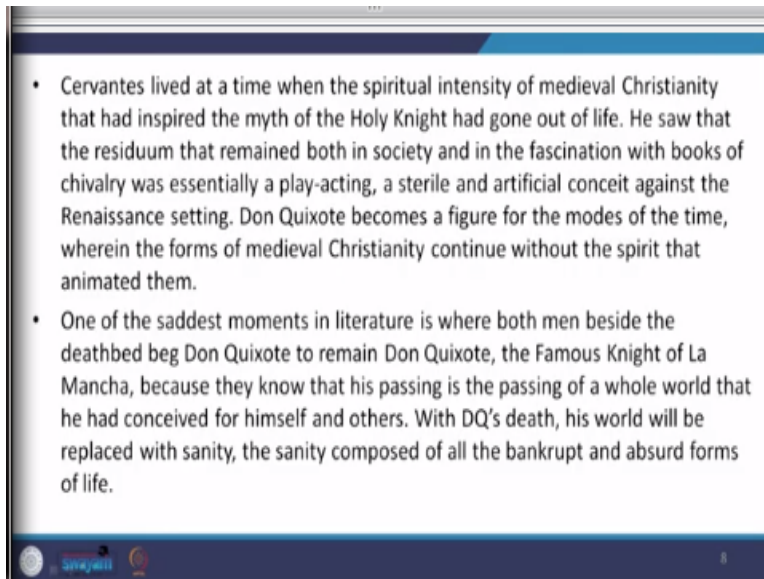 • Cervantes lived at a time when the spiritual intensity of medieval Christianity
that had inspired the myth of the Holy Knight had gone out of life. He saw that
the residuum that remained both in society and in the fascination with books of
chivalry was essentially a play-acting, a sterile and artificial conceit against the
Renaissance setting. Don Quixote becomes a figure for the modes of the time,
wherein the forms of medieval Christianity continue without the spirit that
animated them.
• One of the saddest moments in literature is where both men beside the
deathbed beg Don Quixote to remain Don Quixote, the Famous Knight of La
Mancha, because they know that his passing is the passing of a whole world that
he had conceived for himself and others. With DQ's death, his world will be
replaced with sanity, the sanity composed of all the bankrupt and absurd forms
of life.
swayam 8